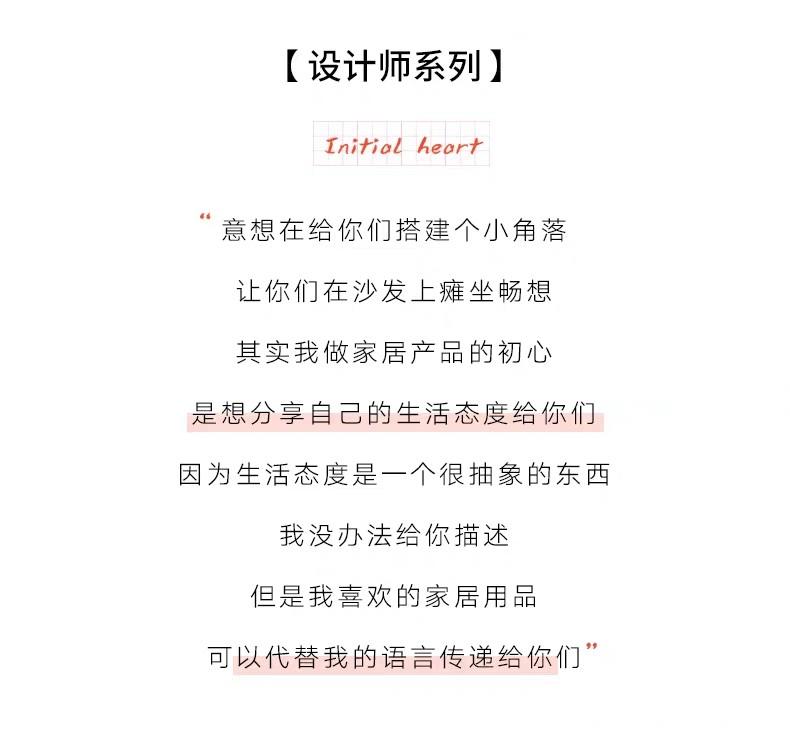 【设计师系列】
Initial heart
“意想在给你们搭建个小角落
让你们在沙发上瘫坐畅想
其实我做家居产品的初心
是想分享自己的生活态度给你们
因为生活态度是一个很抽象的东西
我没办法给你描述
但是我喜欢的家居用品
可以代替我的语言传递给你们”